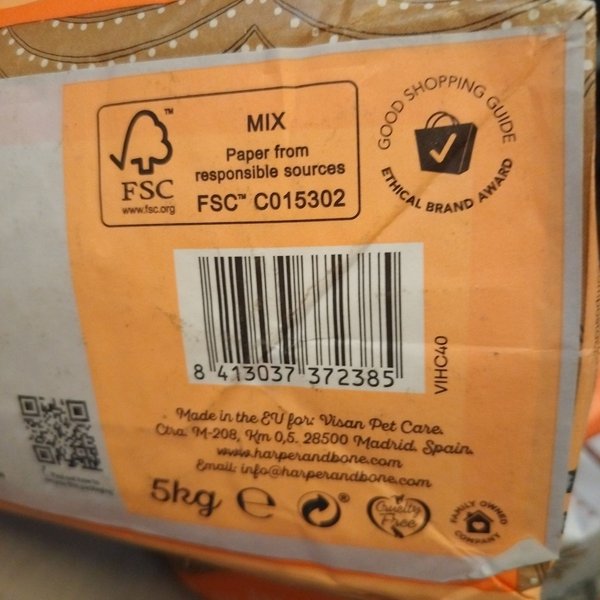 FSC™
www.fsc.org
MIX
Paper from
responsible sources
FSC™ C015302
GOOD SHOPPING GUIDE
ETHICAL BRAND AWARD
8 413037 372385
VIHC40
Made in the EU for: Visan Pet Care.
Ctra. M-208, Km 0,5. 28500 Madrid. Spain.
www.harperandbone.com
Email: info@harperandbone.com
5kg e
Cruelty
Free
FAMILY OWNED
COMPANY